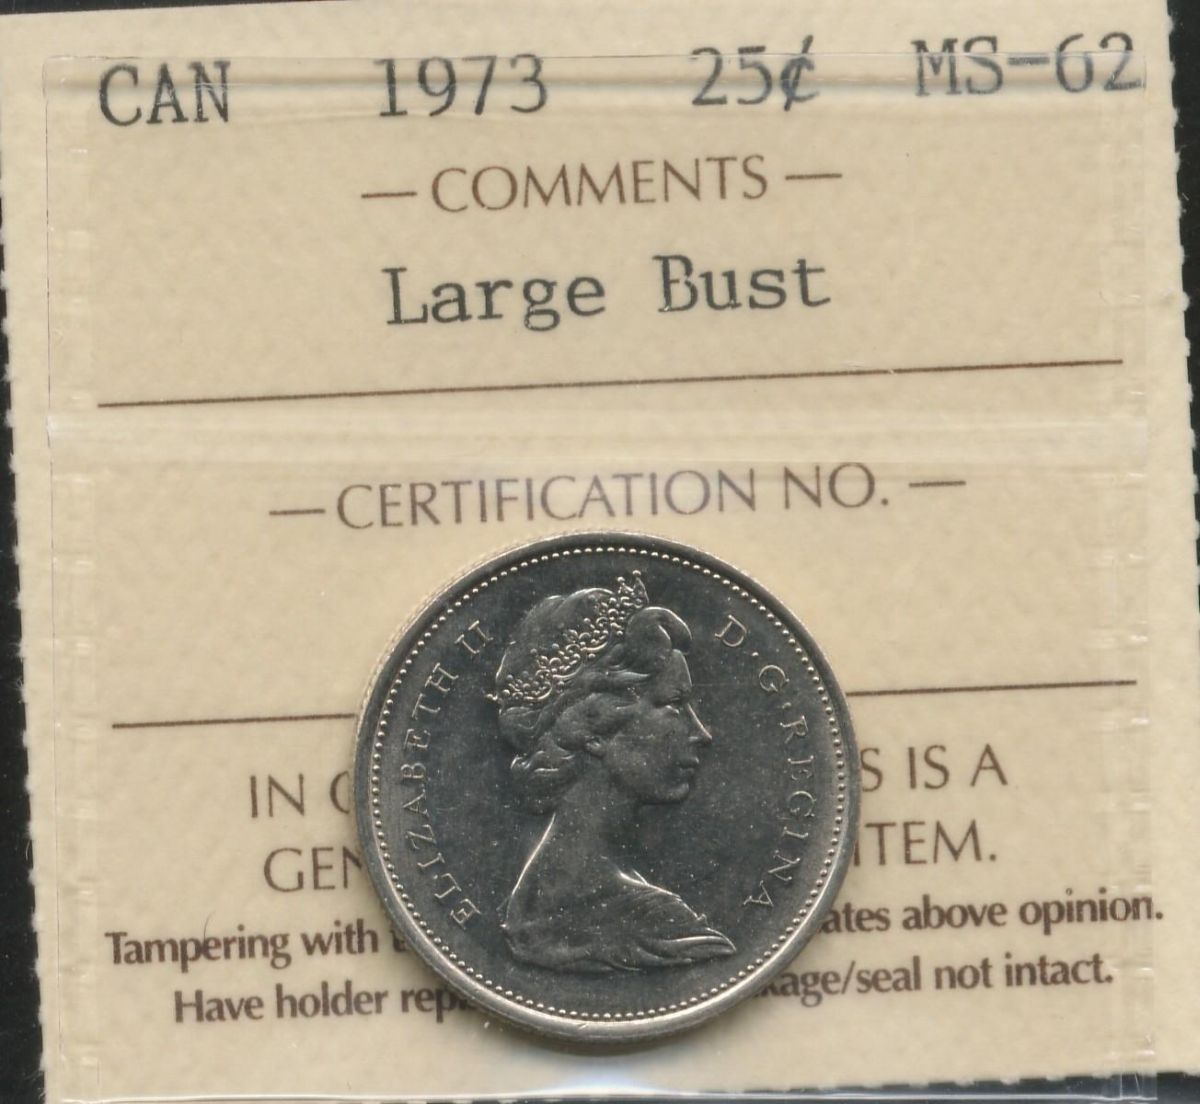 CAN 1973 25¢ MS-62
— COMMENTS —
Large Bust
— CERTIFICATION NO. —
ELIZABETH II D·G·REGINA
IN S IS A
GEN ITEM.
Tampering with ates above opinion.
Have holder rep kage/seal not intact.